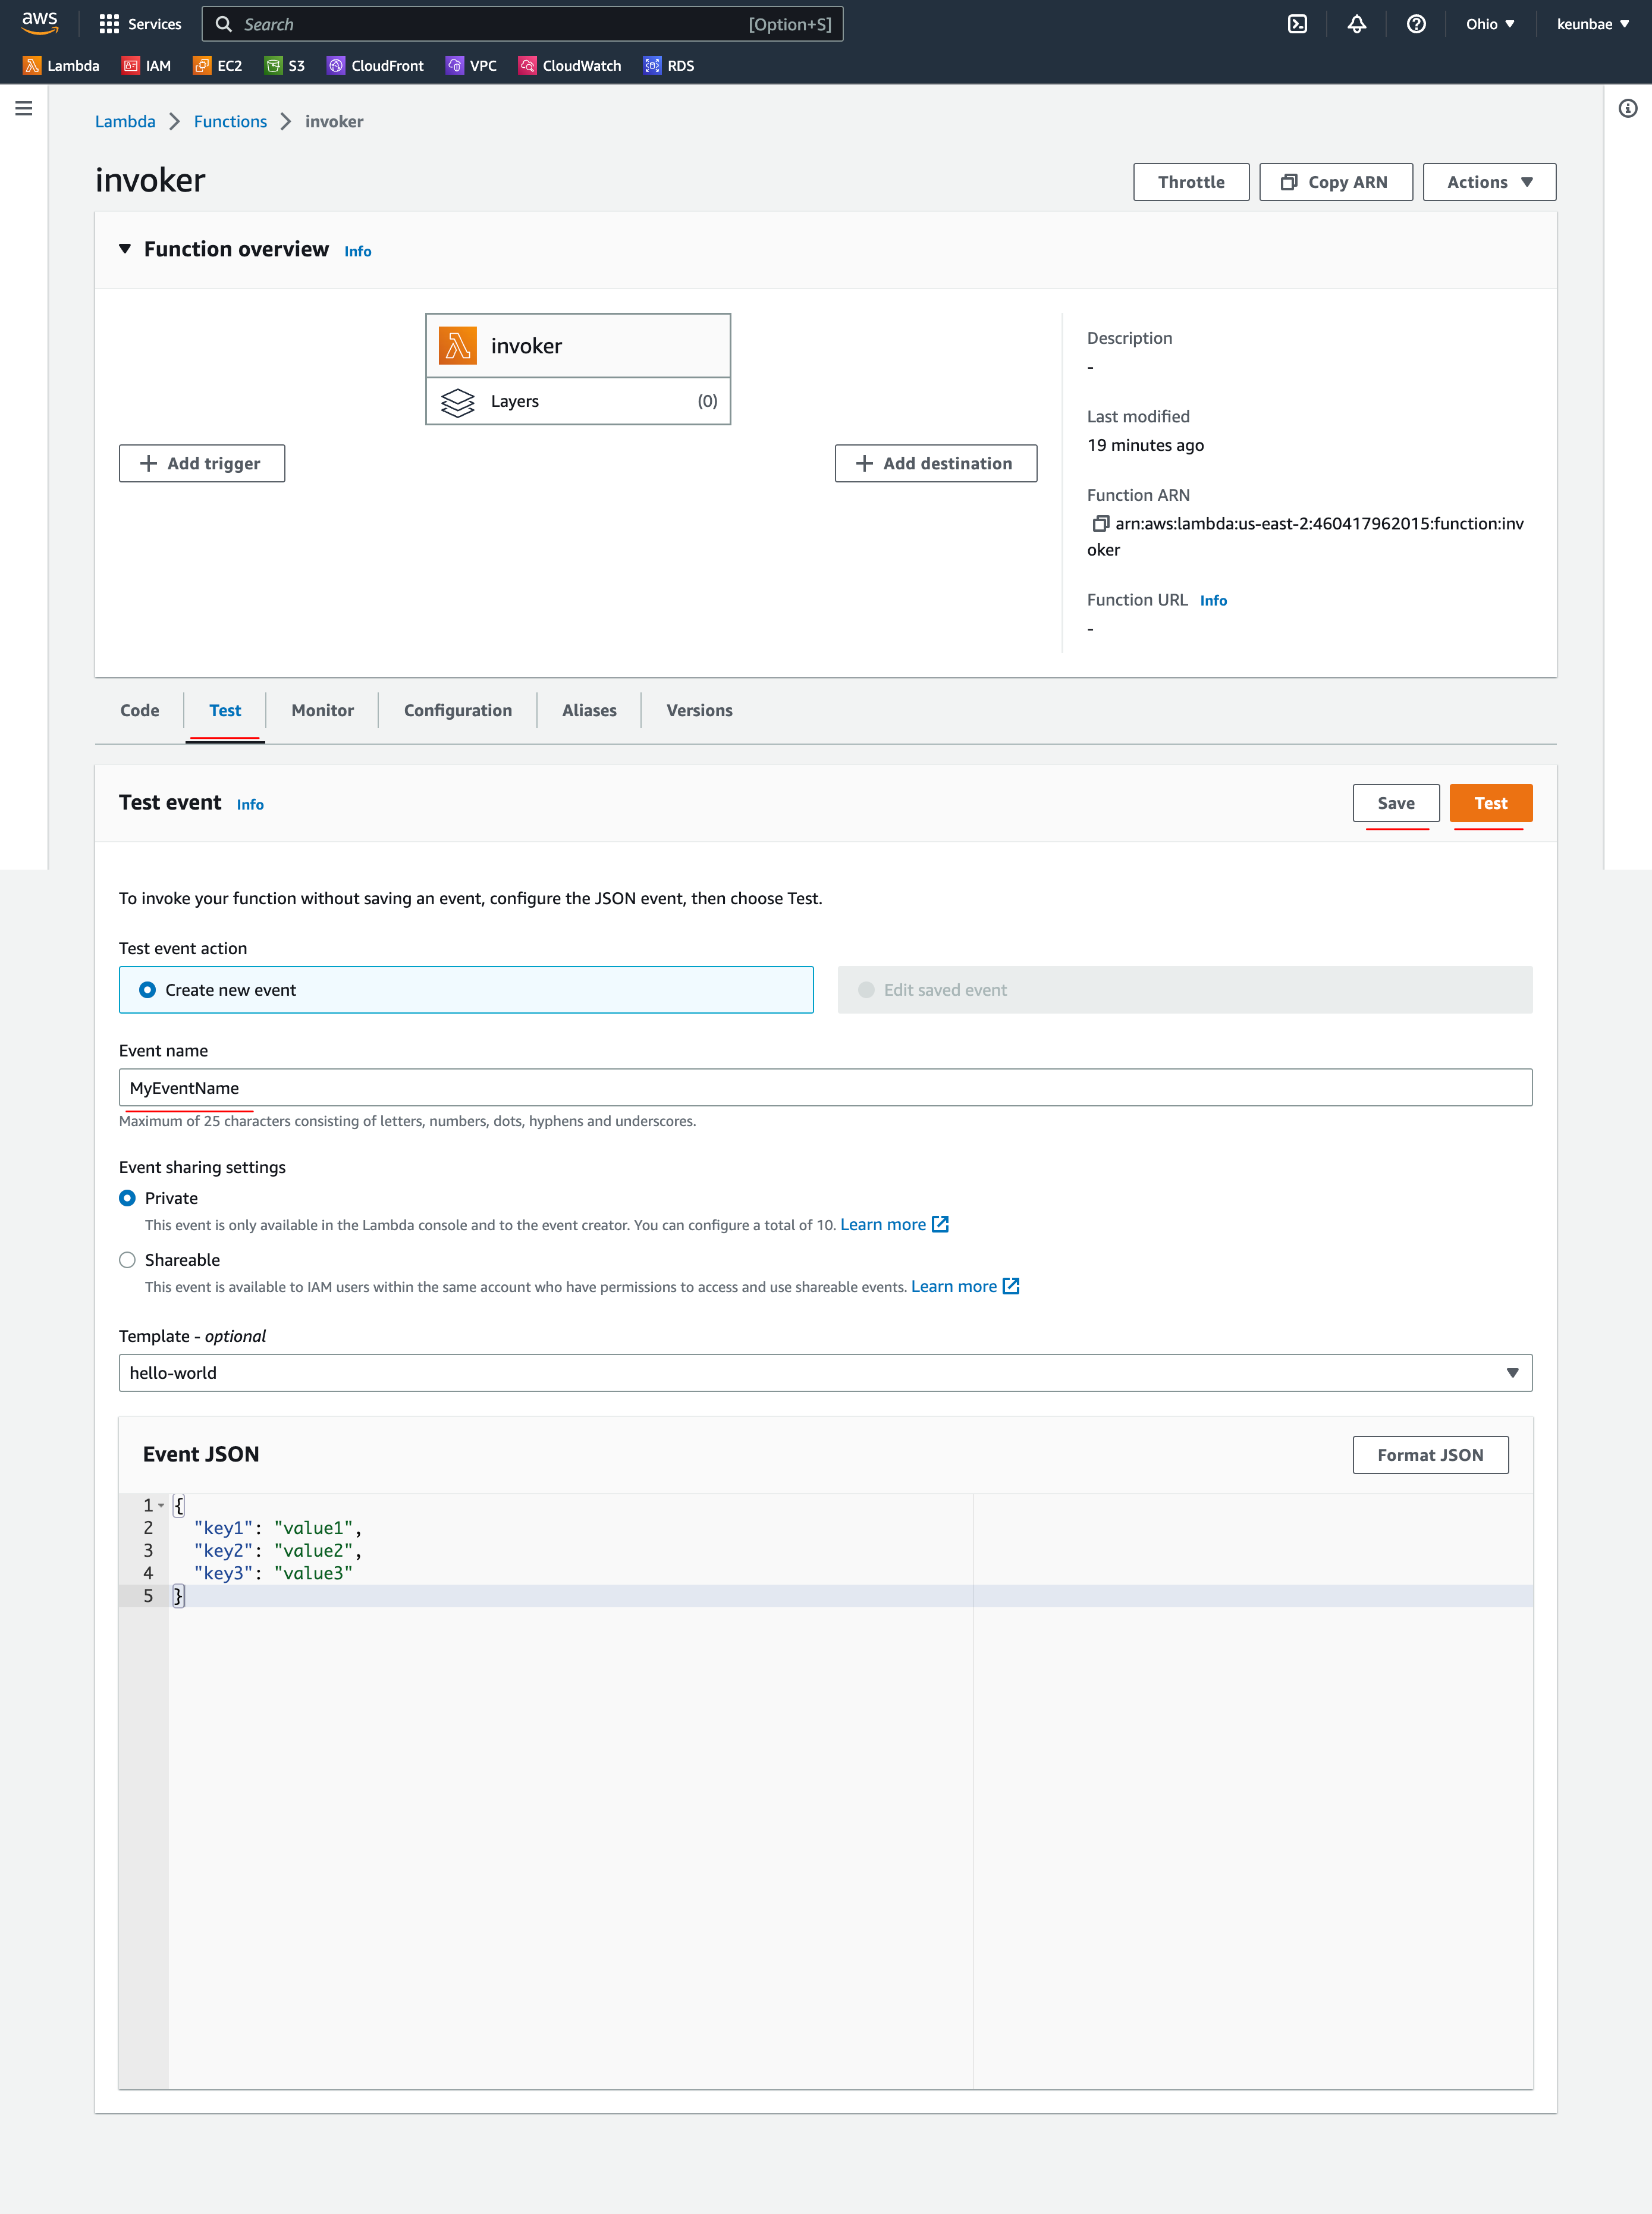 aws Services Search [Option+S] Ohio keunbae
Lambda IAM EC2 S3 CloudFront VPC CloudWatch RDS
Lambda Functions invoker
invoker
Throttle Copy ARN Actions
Function overview Info
invoker
Layers (0)
Add trigger
Add destination
Description
-
Last modified
19 minutes ago
Function ARN
arn:aws:lambda:us-east-2:460417962015:function:inv
oker
Function URL Info
-
Code Test Monitor Configuration Aliases Versions
Test event Info
Save Test
To invoke your function without saving an event, configure the JSON event, then choose Test.
Test event action
Create new event Edit saved event
Event name
MyEventName
Maximum of 25 characters consisting of letters, numbers, dots, hyphens and underscores.
Event sharing settings
Private
This event is only available in the Lambda console and to the event creator. You can configure a total of 10. Learn more
Shareable
This event is available to IAM users within the same account who have permissions to access and use shareable events. Learn more
Template - optional
hello-world
Event JSON
Format JSON
1 {
2 "key1": "value1",
3 "key2": "value2",
4 "key3": "value3"
5 }